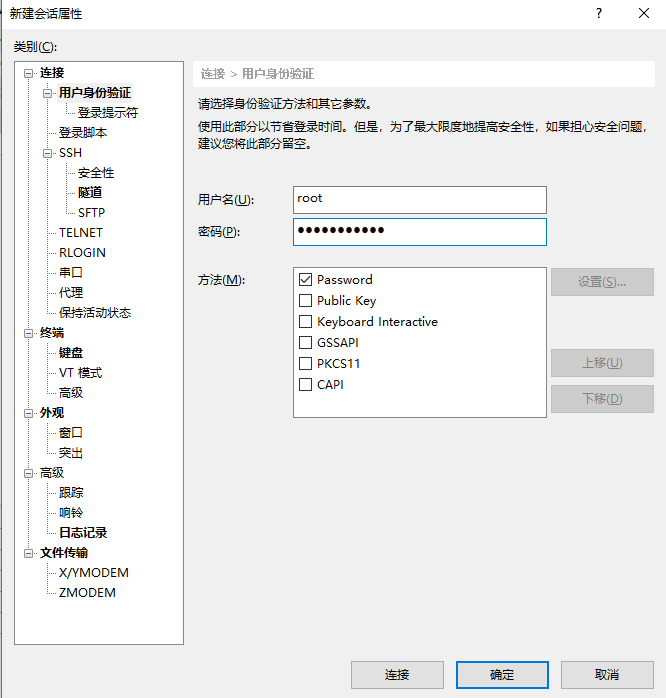 新建会话属性
?
类别(C):
连接
用户身份验证
登录提示符
登录脚本
SSH
安全性
隧道
SFTP
TELNET
RLOGIN
串口
代理
保持活动状态
终端
键盘
VT 模式
高级
外观
窗口
突出
高级
跟踪
响铃
日志记录
文件传输
X/YMODEM
ZMODEM
连接 > 用户身份验证
请选择身份验证方法和其它参数。
使用此部分以节省登录时间。但是，为了最大限度地提高安全性，如果担心安全问题，
建议您将此部分留空。
用户名(U):
root
密码(P):
●●●●●●●●●●●
方法(M):
Password
Public Key
Keyboard Interactive
GSSAPI
PKCS11
CAPI
设置(S)...
上移(U)
下移(D)
连接
确定
取消